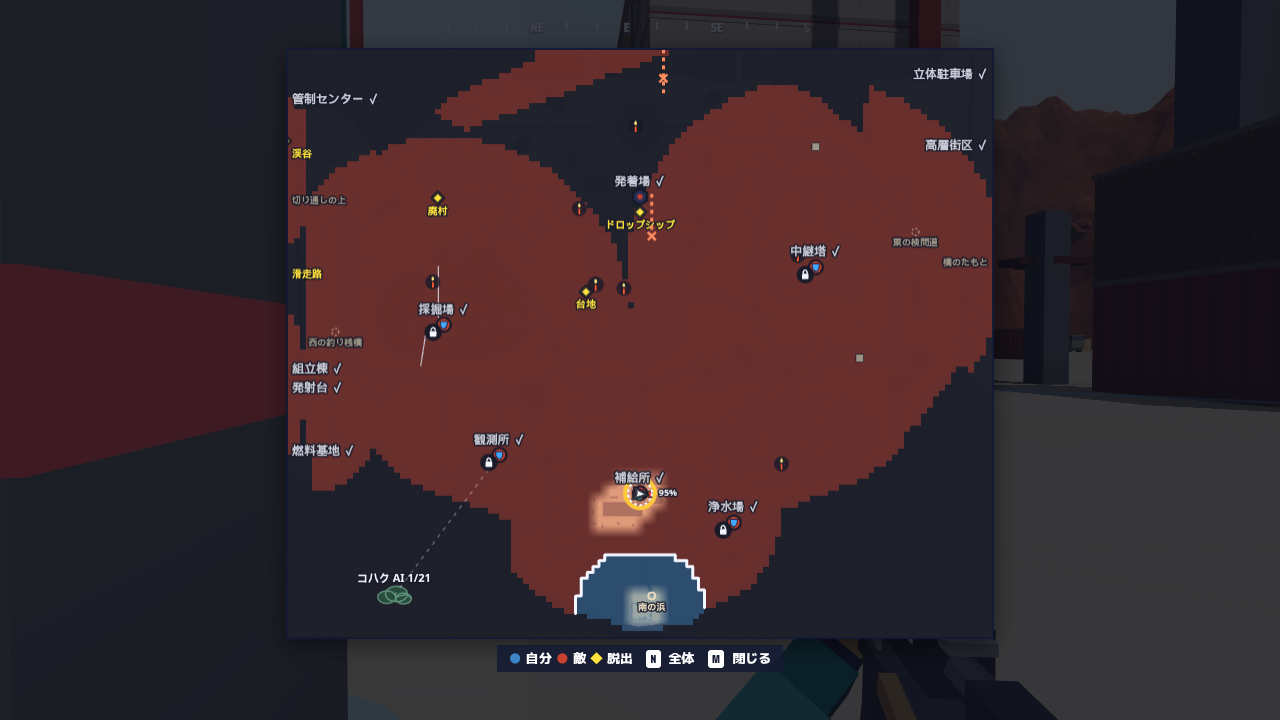 NE E SE S
立体駐車場 ✓
管制センター ✓
高層街区 ✓
渓谷
発着場 ✓
切り通しの上
廃村
ドロップシップ
東の検問還
中継塔 ✓
橋のたもと
滑走路
台地
採掘場 ✓
西の釣り桟橋
組立棟 ✓
発射台 ✓
観測所 ✓
燃料基地 ✓
補給所 ✓
95%
浄水場 ✓
コハク AI 1/21
南の浜
自分 敵 脱出 N 全体 M 閉じる